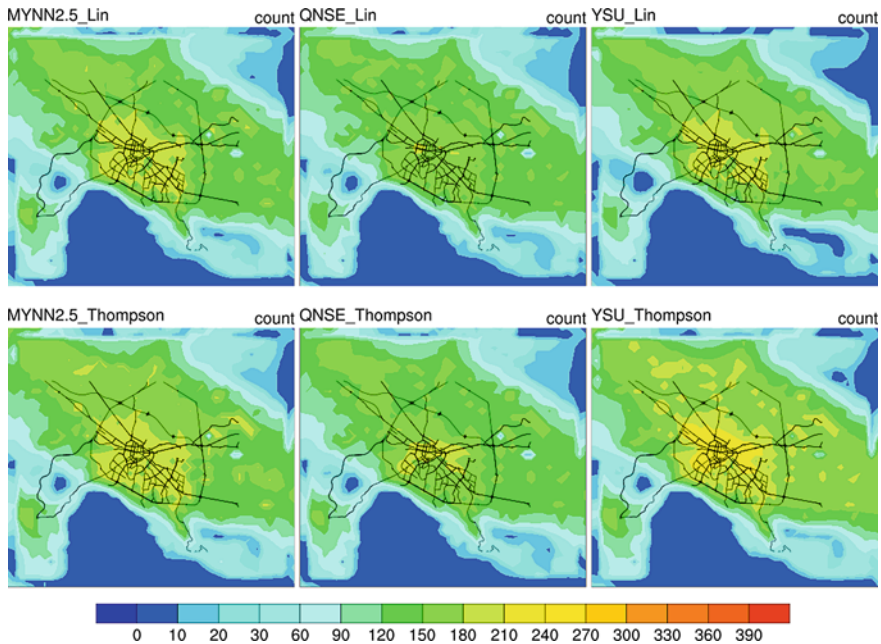 MYNN2.5_Lin count
QNSE_Lin count
YSU_Lin count
MYNN2.5_Thompson count
QNSE_Thompson count
YSU_Thompson count
0 10 20 30 60 90 120 150 180 210 240 270 300 330 360 390